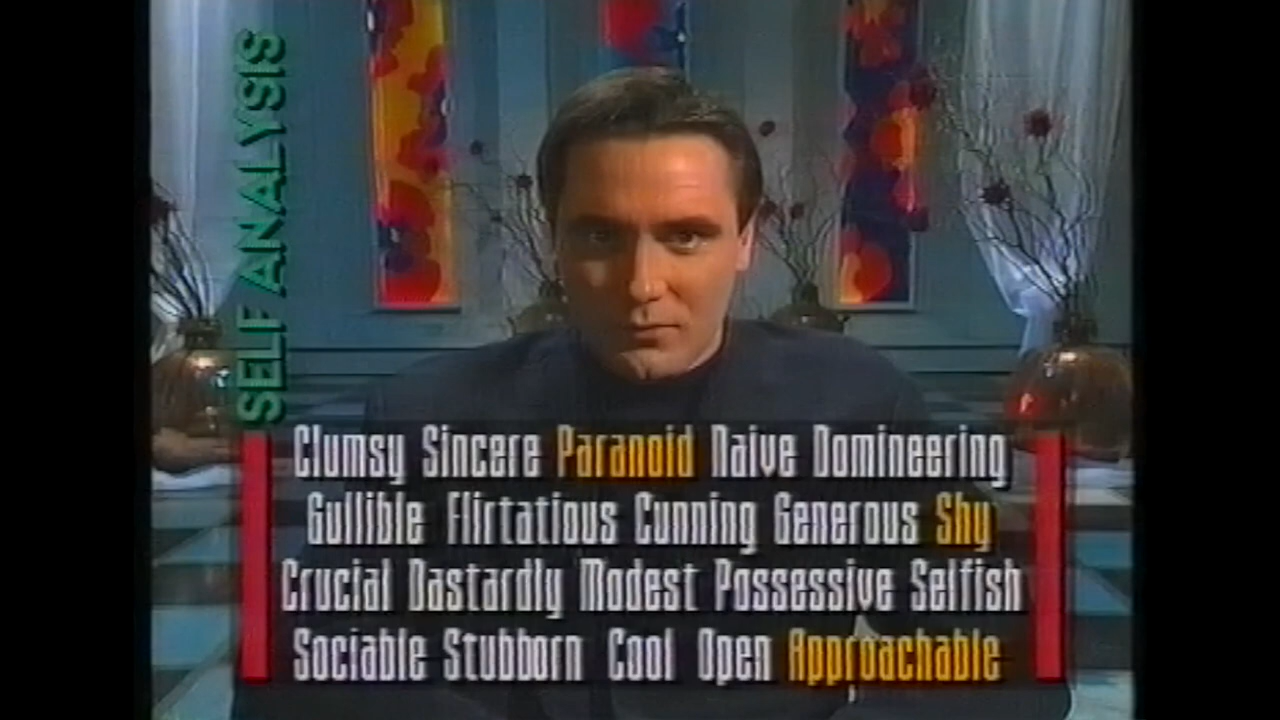 SELF ANALYSIS
Clumsy Sincere Paranoid Naive Domineering
Gullible Flirtatious Cunning Generous Shy
Crucial Dastardly Modest Possessive Selfish
Sociable Stubborn Cool Open Approachable